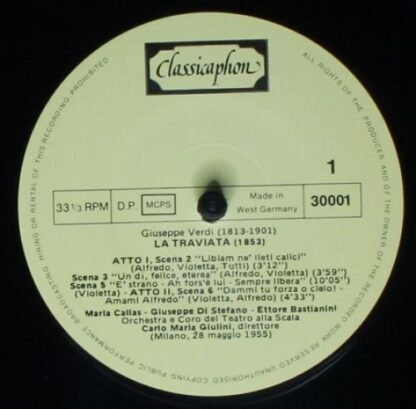 Classicaphon
ALL RIGHTS OF THE PRODUCER AND OF THE OWNER OF THE RECORDED WORK RESERVED UNAUTHORISED COPYING PUBLIC PERFORMANCE BROADCASTING HIRING OR RENTAL OF THIS RECORDING PROHIBITED
1
33 1/3 RPM D.P. MCPS Made in West Germany 30001
Giuseppe Verdi (1813-1901)
LA TRAVIATA (1853)
ATTO I, Scena 2 "Libiam ne' lieti calici"
(Alfredo, Violetta, Tutti) (3'12")
Scena 3 "Un dì, felice, eterea" (Alfredo, Violetta) (3'59")
Scena 5 "E' strano - Ah fors'è lui - Sempre libera" (10'05")
(Violetta) - ATTO II, Scena 6 "Dammi tu forza o cielo! -
Amami Alfredo" (Violetta, Alfredo) (4'33")
Maria Callas - Giuseppe Di Stefano - Ettore Bastianini
Orchestra e Coro del Teatro alla Scala
Carlo Maria Giulini, direttore
(Milano, 28 maggio 1955)